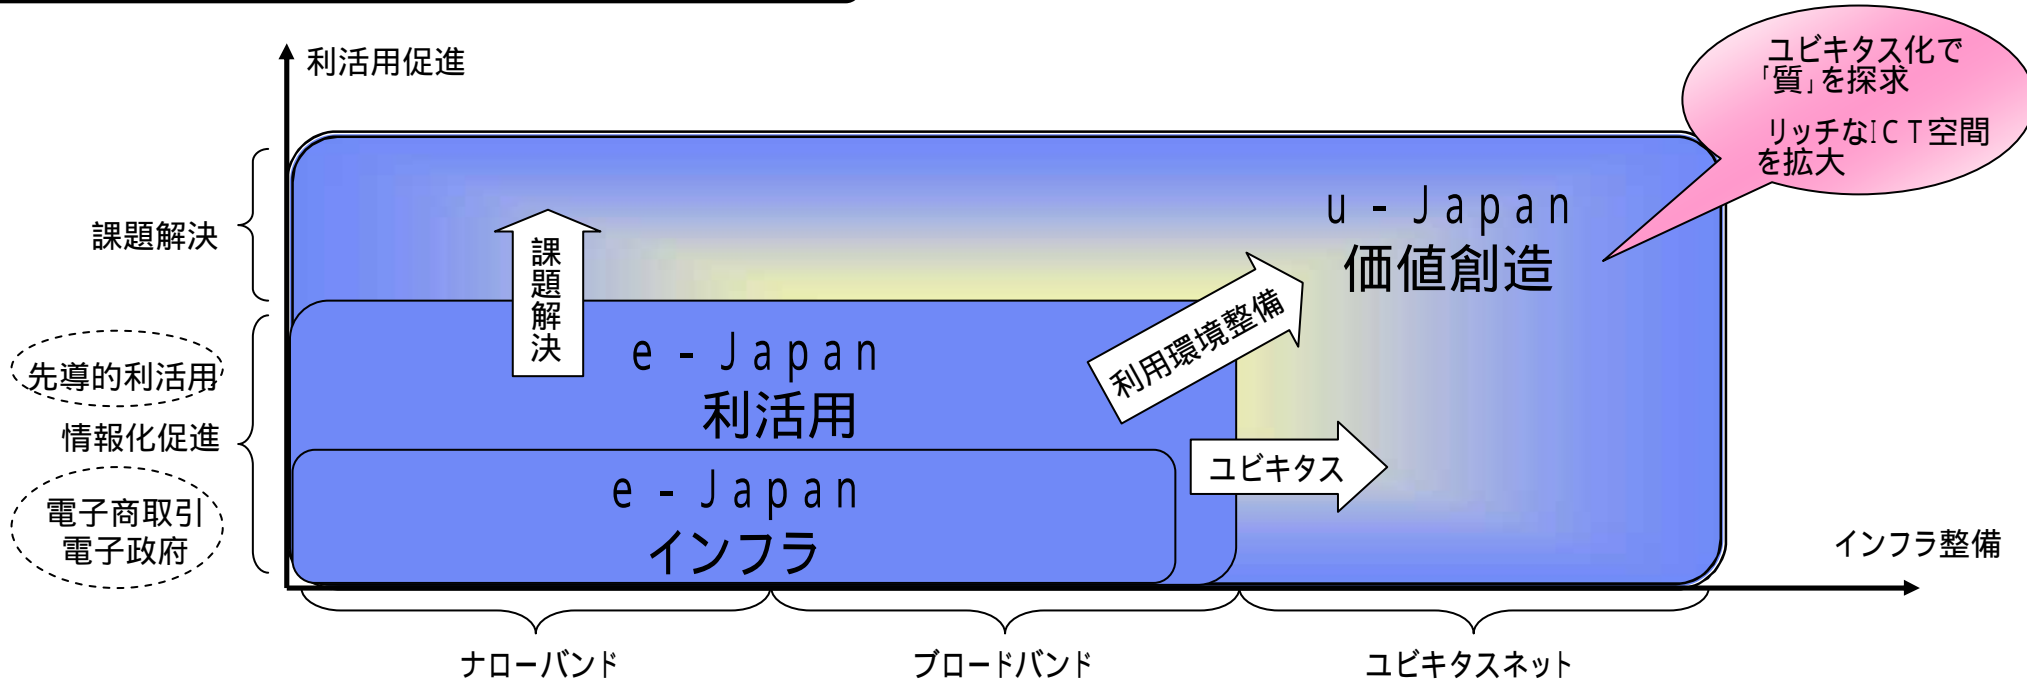 利活用促進
ユビキタス化で
「質」を探求
リッチなICT空間
を拡大
課題解決
課題解決
u-Japan
価値創造
利用環境整備
先導的利活用
e-Japan
利活用
情報化促進
ユビキタス
電子商取引
電子政府
e-Japan
インフラ
インフラ整備
ナローバンド
ブロードバンド
ユビキタスネット